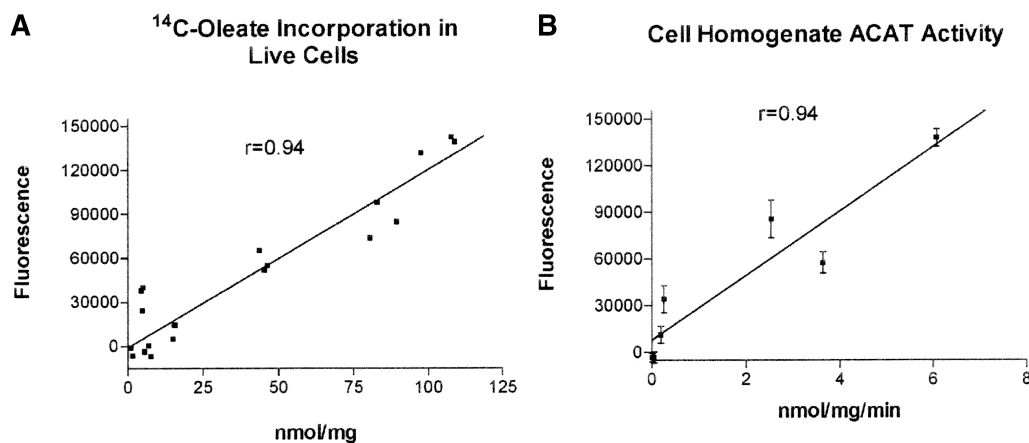 A
¹⁴C-Oleate Incorporation in
Live Cells
r=0.94
Fluorescence
150000
120000
90000
60000
30000
0
0
25
50
75
100
125
nmol/mg
B
Cell Homogenate ACAT Activity
r=0.94
Fluorescence
150000
120000
90000
60000
30000
0
0
2
4
6
8
nmol/mg/min